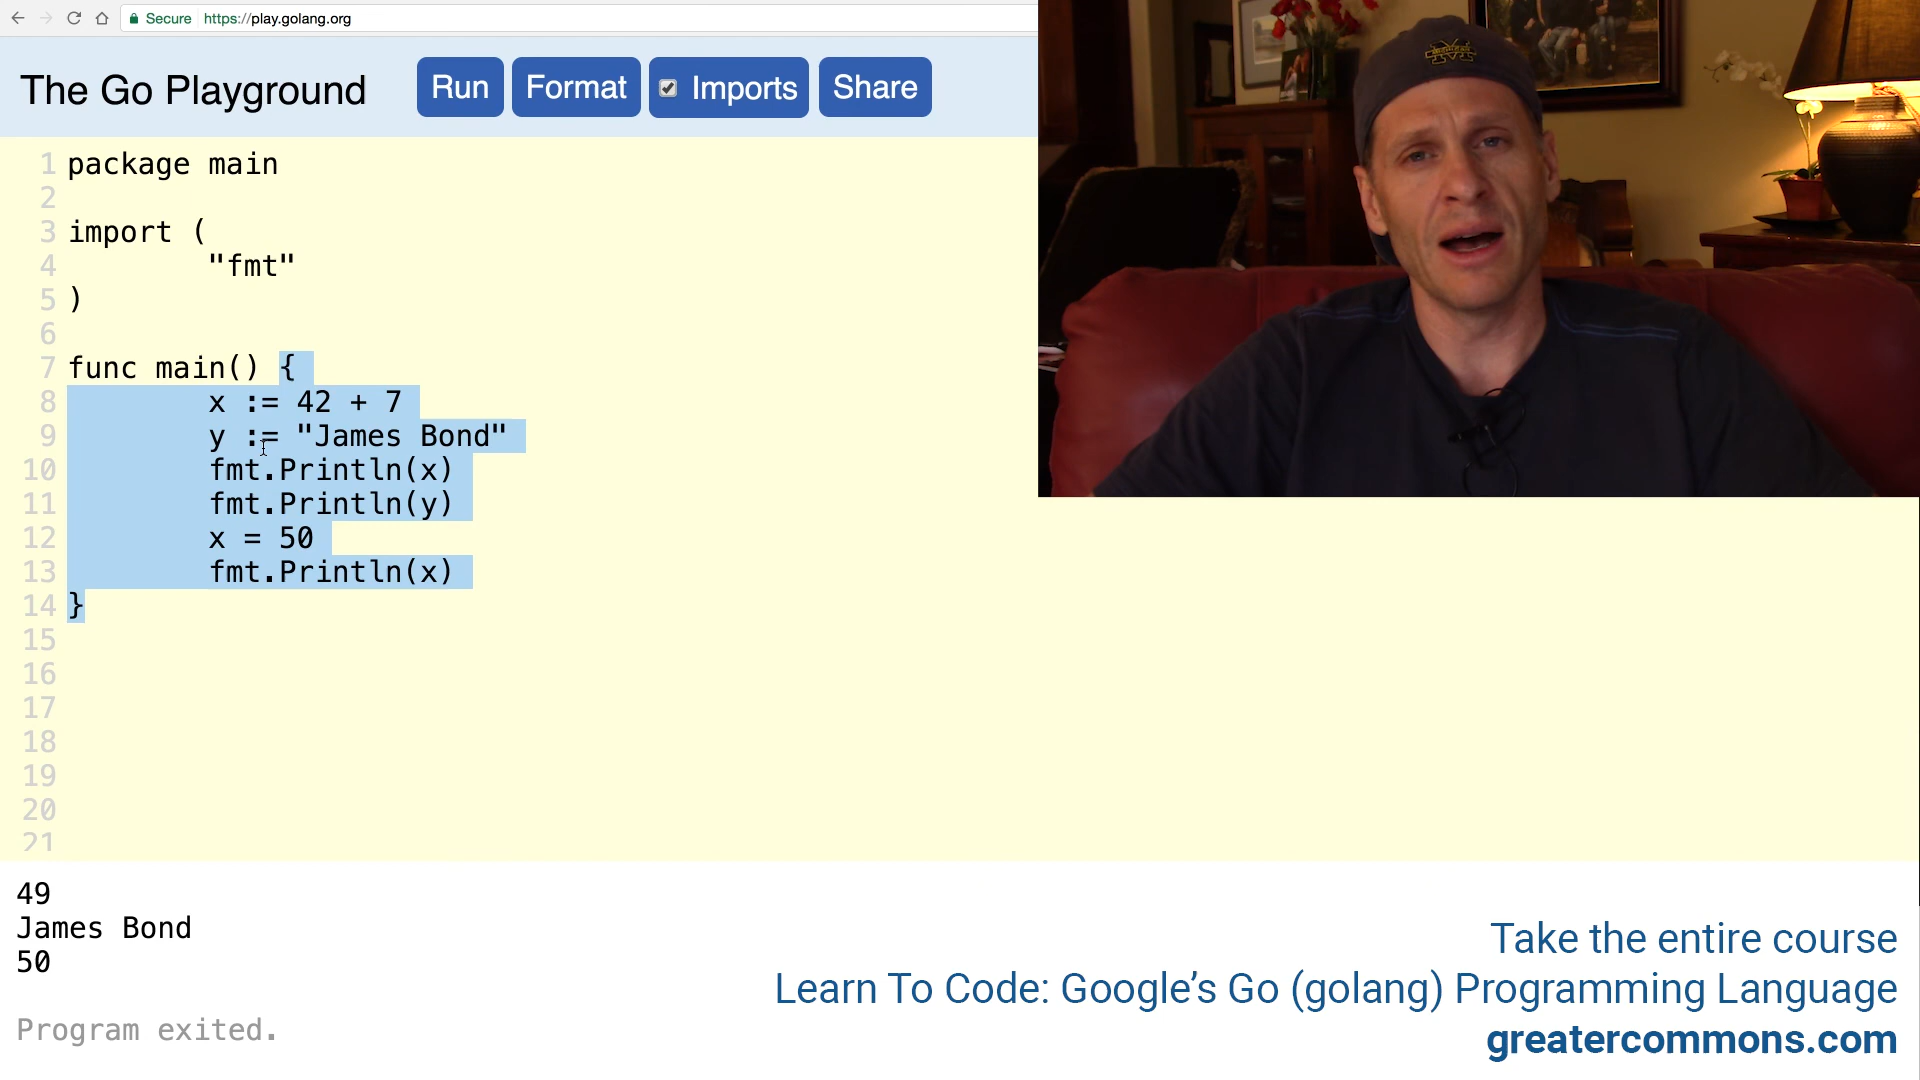 Secure https://play.golang.org
The Go Playground Run Format Imports Share
1 package main
2
3 import (
4 "fmt"
5 )
6
7 func main() {
8 x := 42 + 7
9 y := "James Bond"
10 fmt.Println(x)
11 fmt.Println(y)
12 x = 50
13 fmt.Println(x)
14 }
15
16
17
18
19
20
21
49
James Bond
50
Program exited.
Take the entire course
Learn To Code: Google’s Go (golang) Programming Language
greatercommons.com